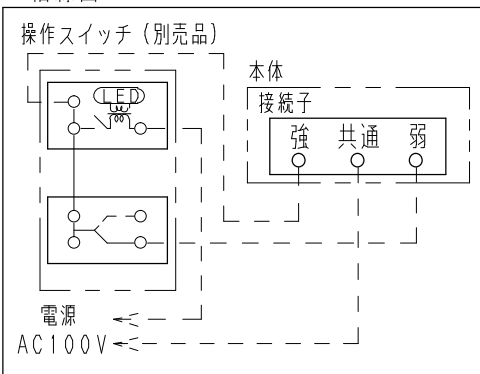 操作スイッチ(別売品)
LED
本体
接続子
強 共通 弱
電源
AC100V